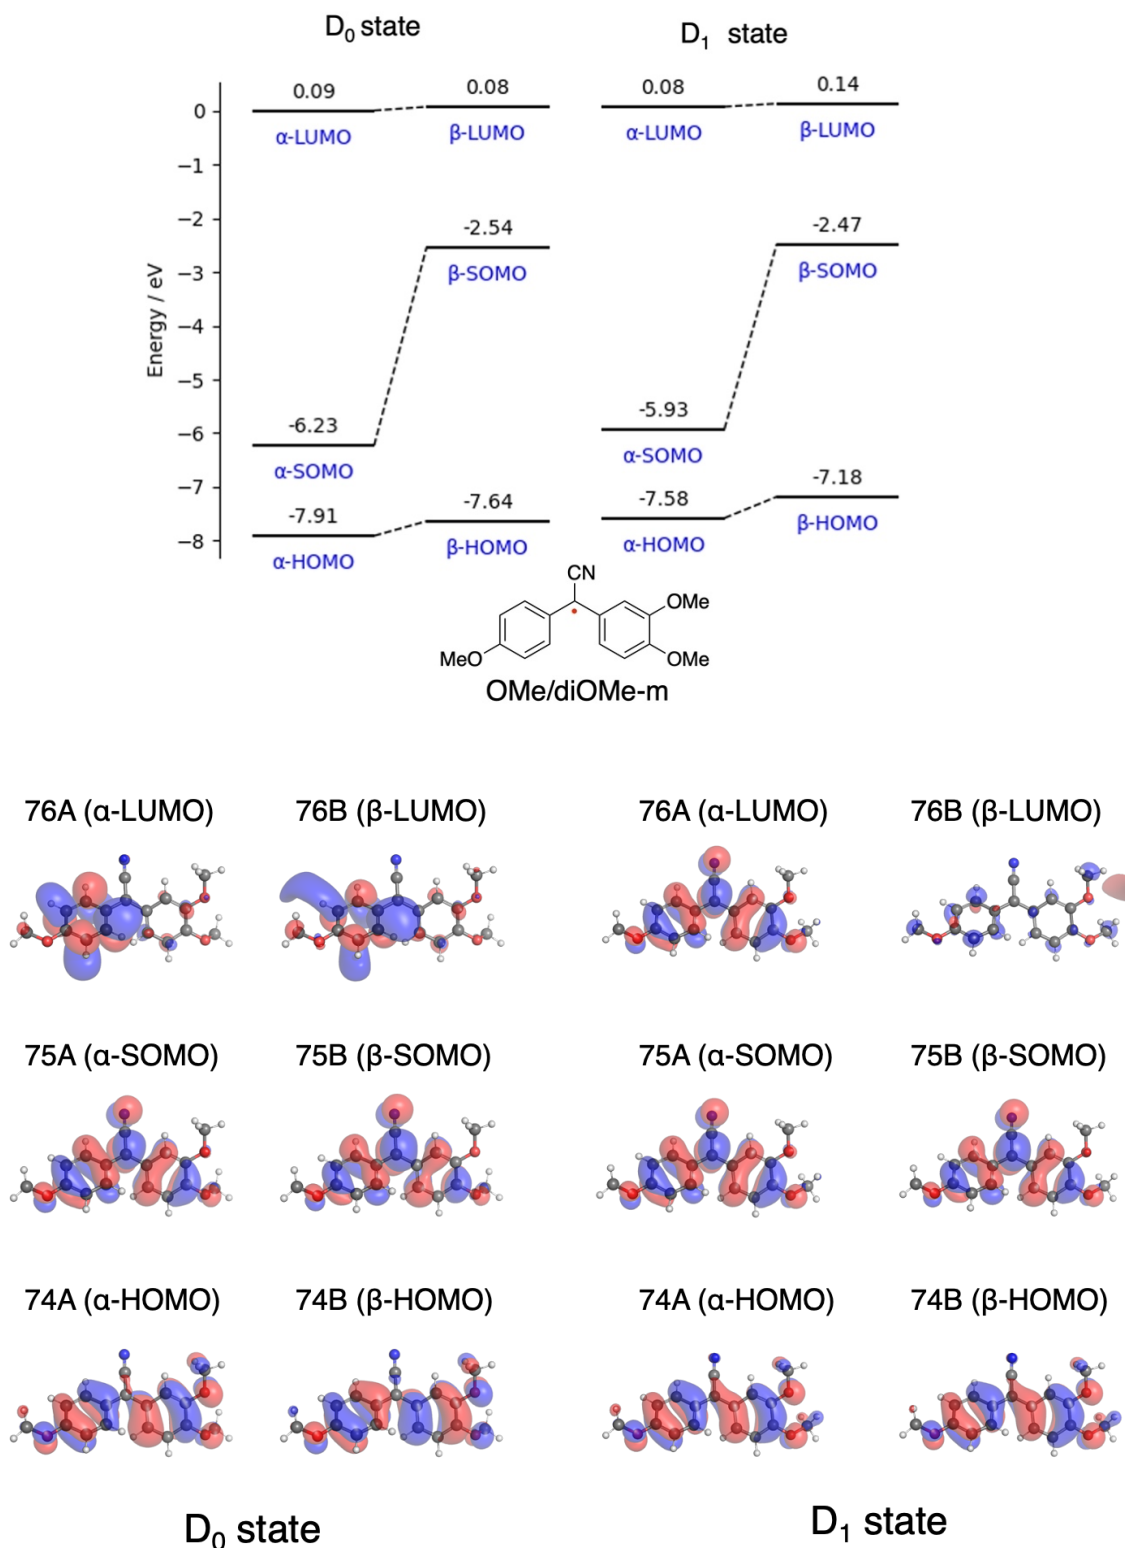 D0 state
D1 state
0.09
0.08
0.08
0.14
0
α-LUMO
β-LUMO
α-LUMO
β-LUMO
−1
−2
-2.54
-2.47
β-SOMO
β-SOMO
−3
Energy / eV
−4
−5
-6.23
-5.93
−6
α-SOMO
α-SOMO
−7
-7.91
-7.64
-7.58
-7.18
−8
α-HOMO
β-HOMO
α-HOMO
β-HOMO
CN
OMe
MeO
OMe
OMe/diOMe-m
76A (α-LUMO)
76B (β-LUMO)
76A (α-LUMO)
76B (β-LUMO)
75A (α-SOMO)
75B (β-SOMO)
75A (α-SOMO)
75B (β-SOMO)
74A (α-HOMO)
74B (β-HOMO)
74A (α-HOMO)
74B (β-HOMO)
D0 state
D1 state